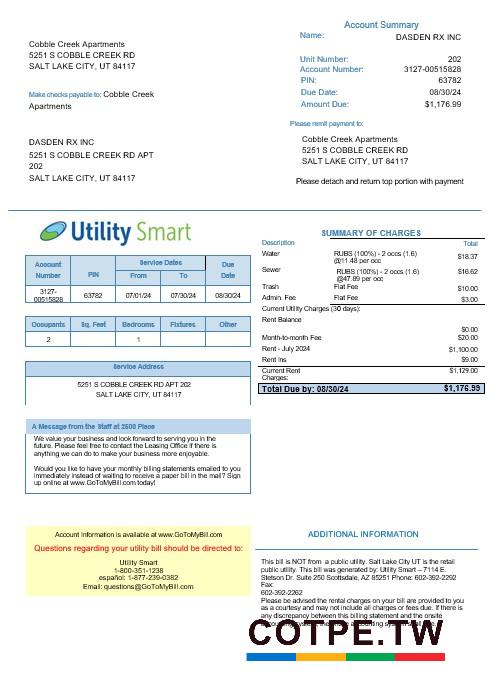 Account Summary
Name: DASDEN RX INC
Cobble Creek Apartments
5251 S COBBLE CREEK RD
SALT LAKE CITY, UT 84117
Unit Number: 202
Account Number: 3127-00515828
PIN: 63782
Due Date: 08/30/24
Amount Due: $1,176.99
Make checks payable to: Cobble Creek
Apartments
Please remit payment to:
Cobble Creek Apartments
5251 S COBBLE CREEK RD
SALT LAKE CITY, UT 84117
DASDEN RX INC
5251 S COBBLE CREEK RD APT
202
SALT LAKE CITY, UT 84117
Please detach and return top portion with payment
Utility Smart
Account Number
PIN
Service Dates
From
To
Due Date
3127-00515828
63782
07/01/24
07/30/24
08/30/24
Occupants
Sq. Feet
Bedrooms
Fixtures
Other
2
1
Service Address
5251 S COBBLE CREEK RD APT 202
SALT LAKE CITY, UT 84117
A Message from the Staff at 2500 Place
We value your business and look forward to serving you in the
future. Please feel free to contact the Leasing Office if there is
anything we can do to make your business more enjoyable.
Would you like to have your monthly billing statements emailed to you
immediately instead of waiting to receive a paper bill in the mail? Sign
up online at www.GoToMyBill.com today!
SUMMARY OF CHARGES
Description Total
Water RUBS (100%) - 2 occs (1.6) $18.37
@11.48 per occ
Sewer RUBS (100%) - 2 occs (1.6) $16.62
@47.89 per occ
Trash Flat Fee $10.00
Admin. Fee Flat Fee $3.00
Current Utility Charges (30 days):
Rent Balance
$0.00
Month-to-month Fee $20.00
Rent - July 2024 $1,100.00
Rent Ins $9.00
Current Rent $1,129.00
Charges:
Total Due by: 08/30/24 $1,176.99
Account information is available at www.GoToMyBill.com
Questions regarding your utility bill should be directed to:
Utility Smart
1-800-351-1238
español: 1-877-239-0382
Email: questions@GoToMyBill.com
ADDITIONAL INFORMATION
This bill is NOT from a public utility. Salt Lake City UT is the retail
public utility. This bill was generated by: Utility Smart – 7114 E.
Stetson Dr. Suite 250 Scottsdale, AZ 85251 Phone: 602-392-2292
Fax:
602-392-2262
Please be advised the rental charges on your bill are provided to you
as a courtesy and may not include all charges or fees due. If there is
any discrepancy between this billing statement and the onsite
COTPE.TW